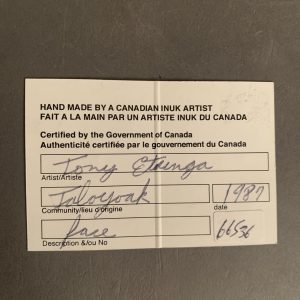 HAND MADE BY A CANADIAN INUK ARTIST
FAIT A LA MAIN PAR UN ARTISTE INUK DU CANADA
Certified by the Government of Canada
Authenticité certifiée par le gouvernement du Canada
Tony
Artist/Artiste
Taloyoak 1987
Community/lieu d'origine date
face 66536
Description &/ou No